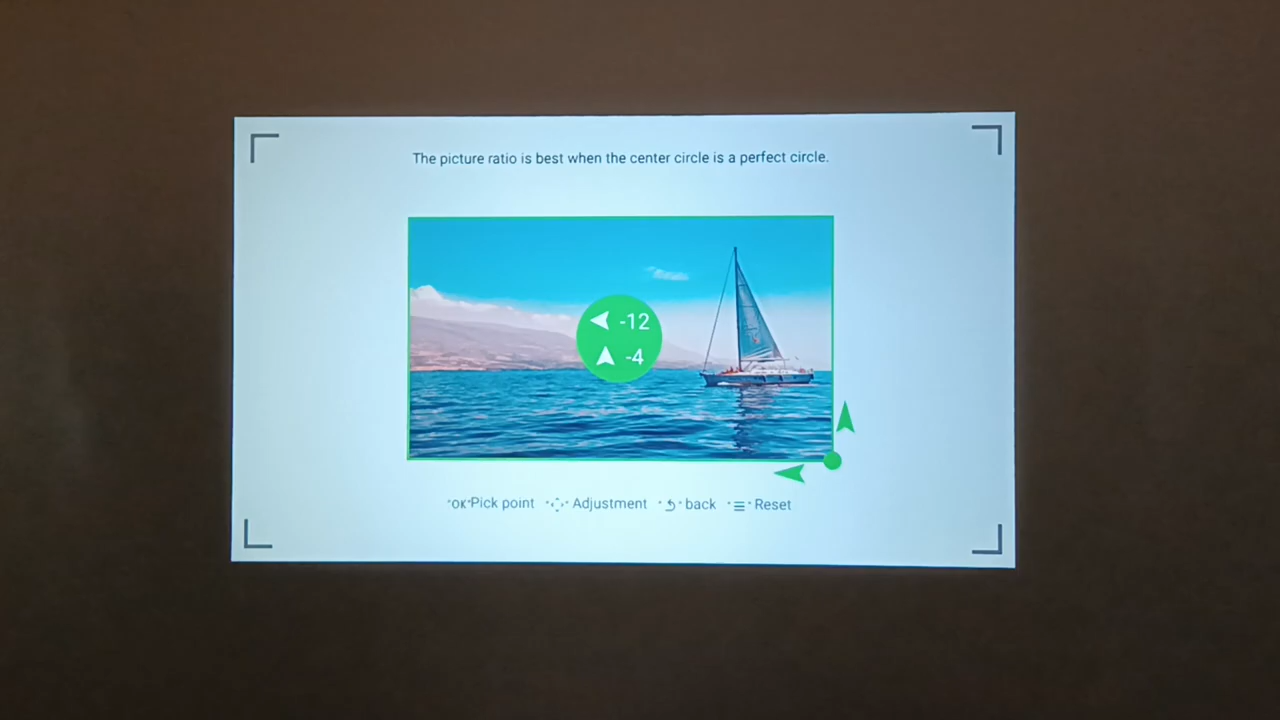 The picture ratio is best when the center circle is a perfect circle.
-12
-4
"OK"Pick point " " Adjustment " " back " " Reset